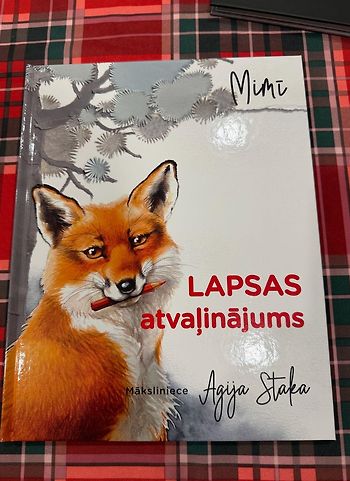 Mimī
LAPSAS
atvaļinājums
Māksliniece Agija Staka